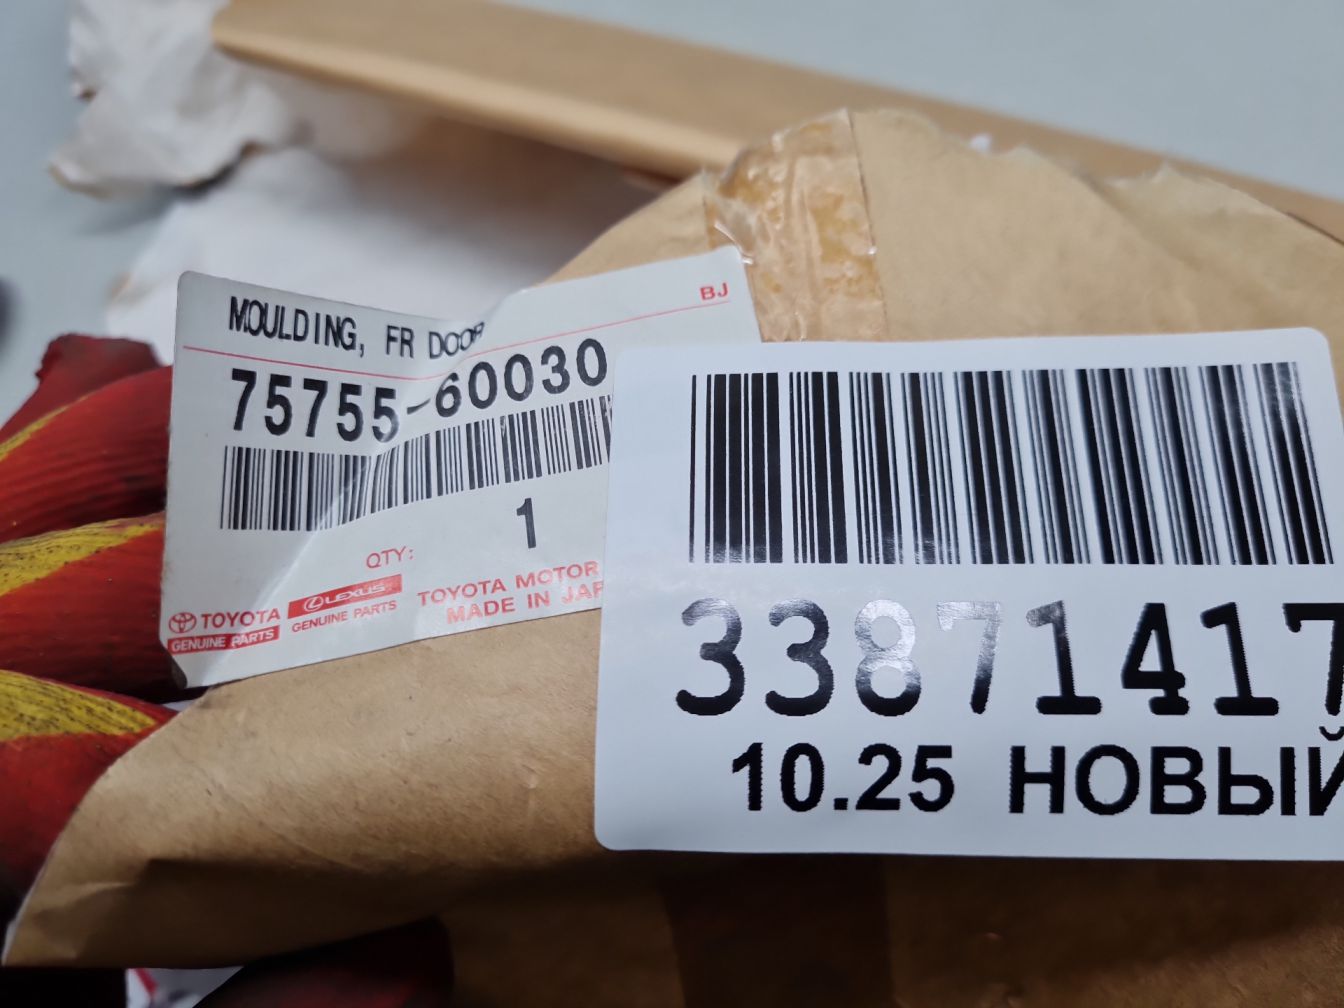 BJ
MOULDING, FR DOOR
75755-60030
1
QTY:
TOYOTA
GENUINE PARTS
LEXUS
GENUINE PARTS
TOYOTA MOTOR
MADE IN JAP
33871417
10.25 НОВЫЙ